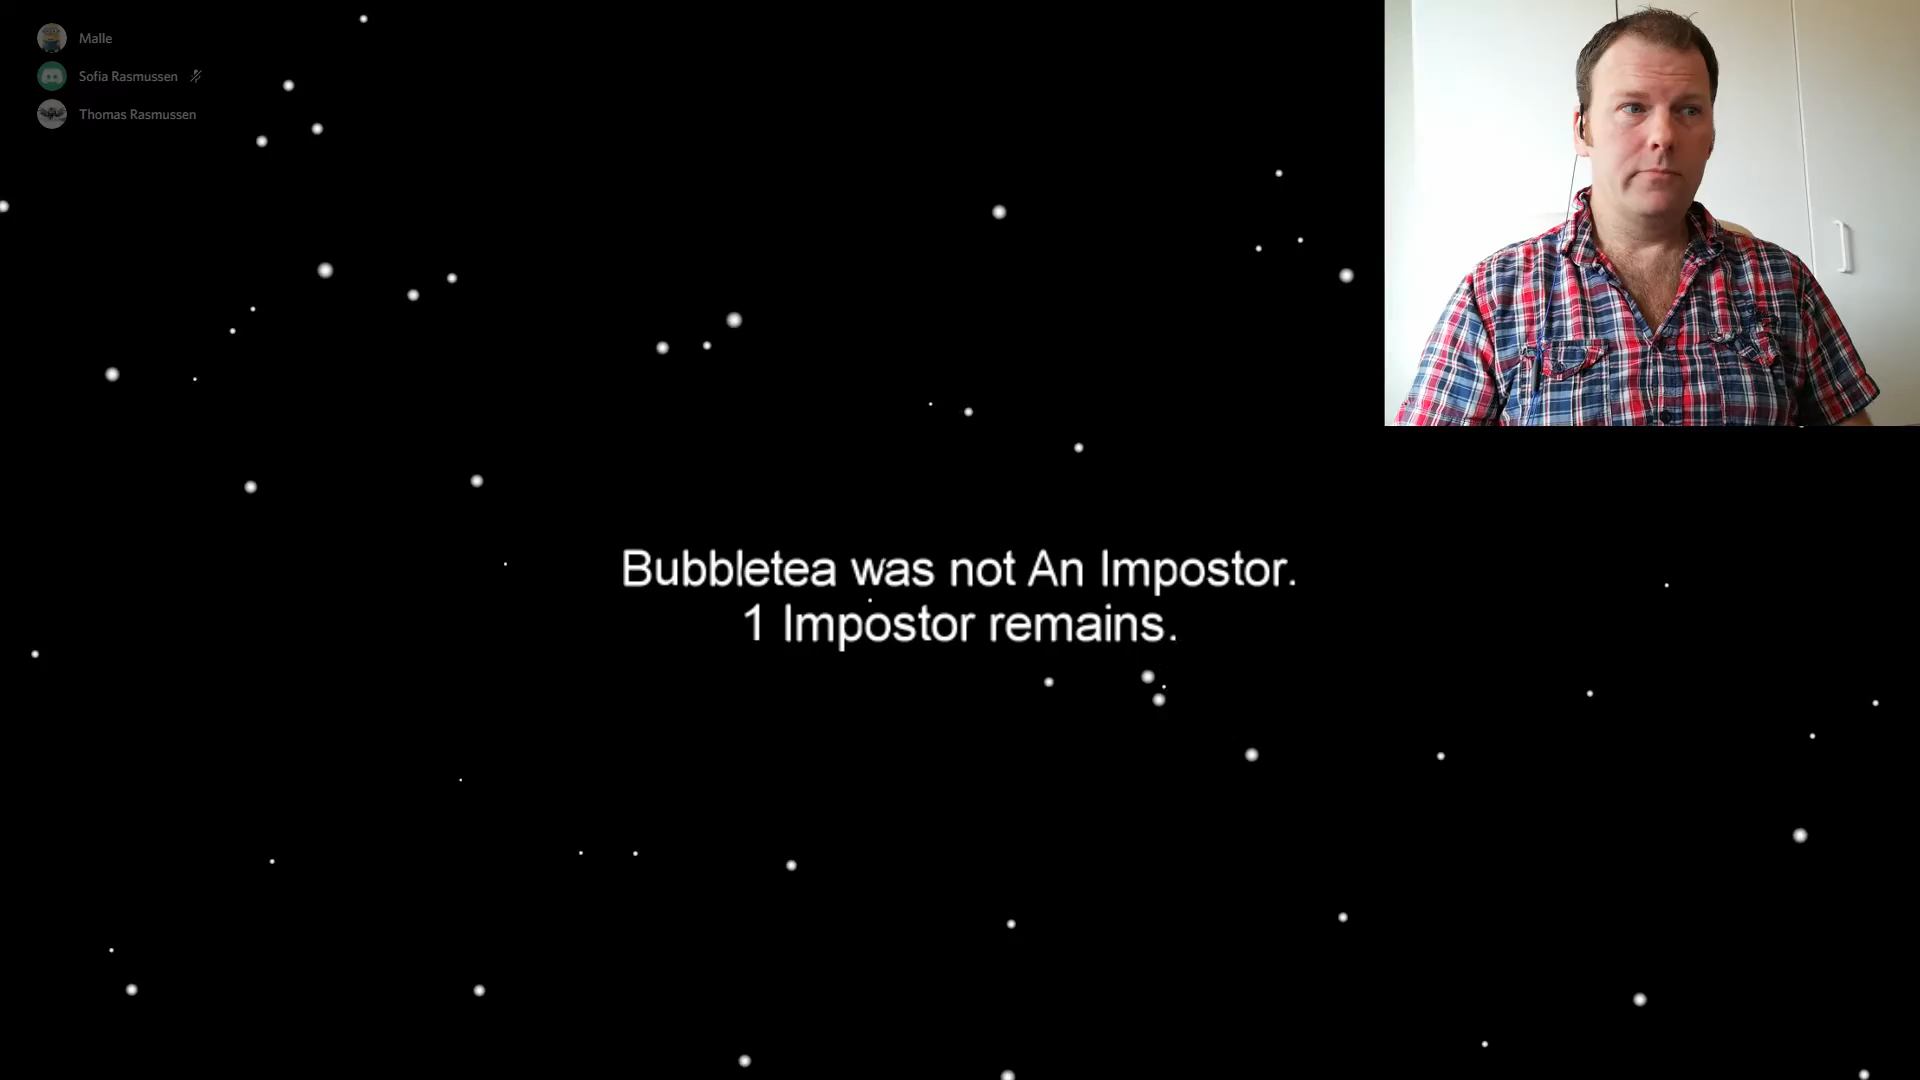 Malle
Sofia Rasmussen
Thomas Rasmussen
Bubbletea was not An Impostor.
1 Impostor remains.